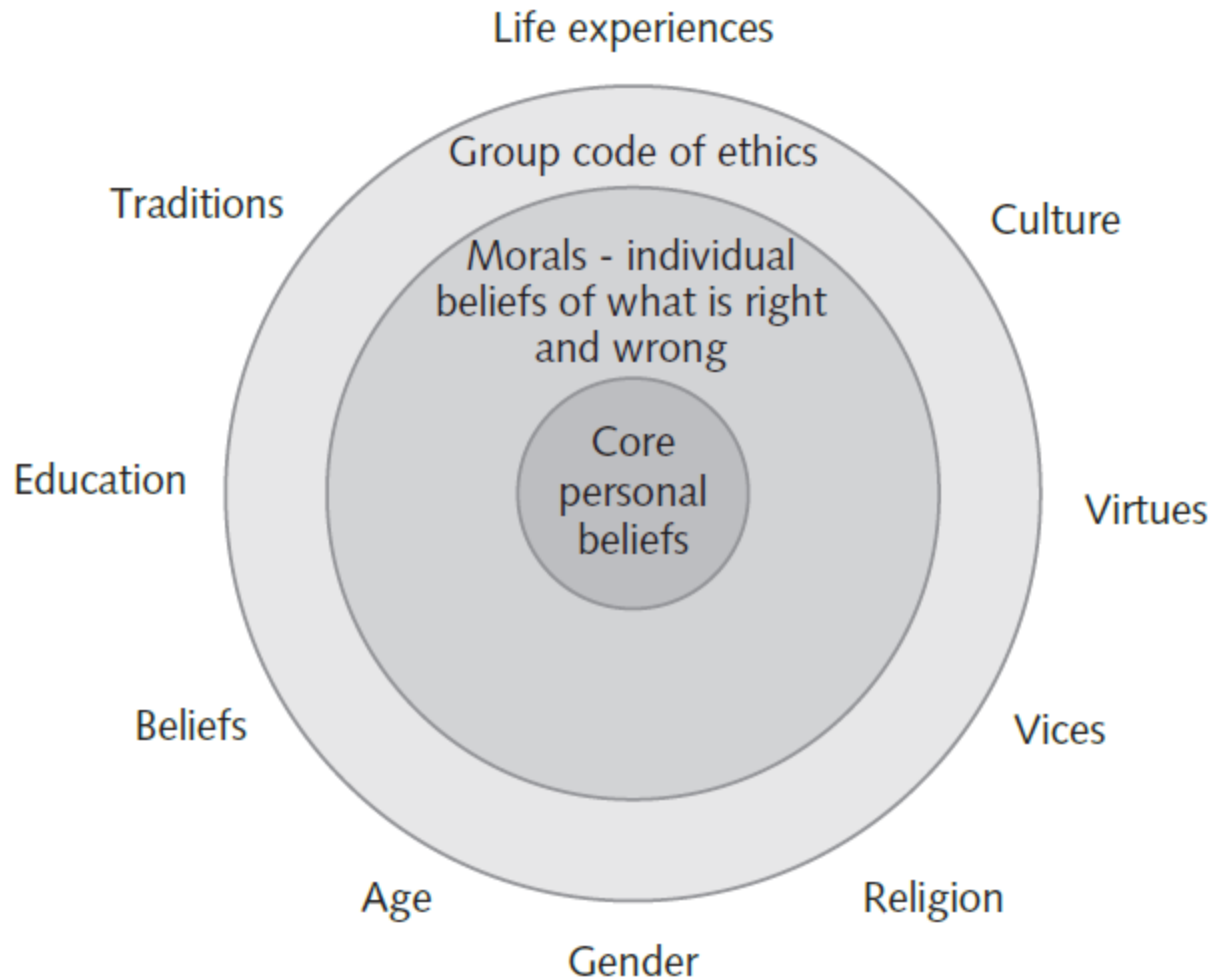 Life experiences
Group code of ethics
Traditions
Culture
Morals - individual
beliefs of what is right
and wrong
Core
personal
beliefs
Education
Virtues
Beliefs
Vices
Age
Religion
Gender